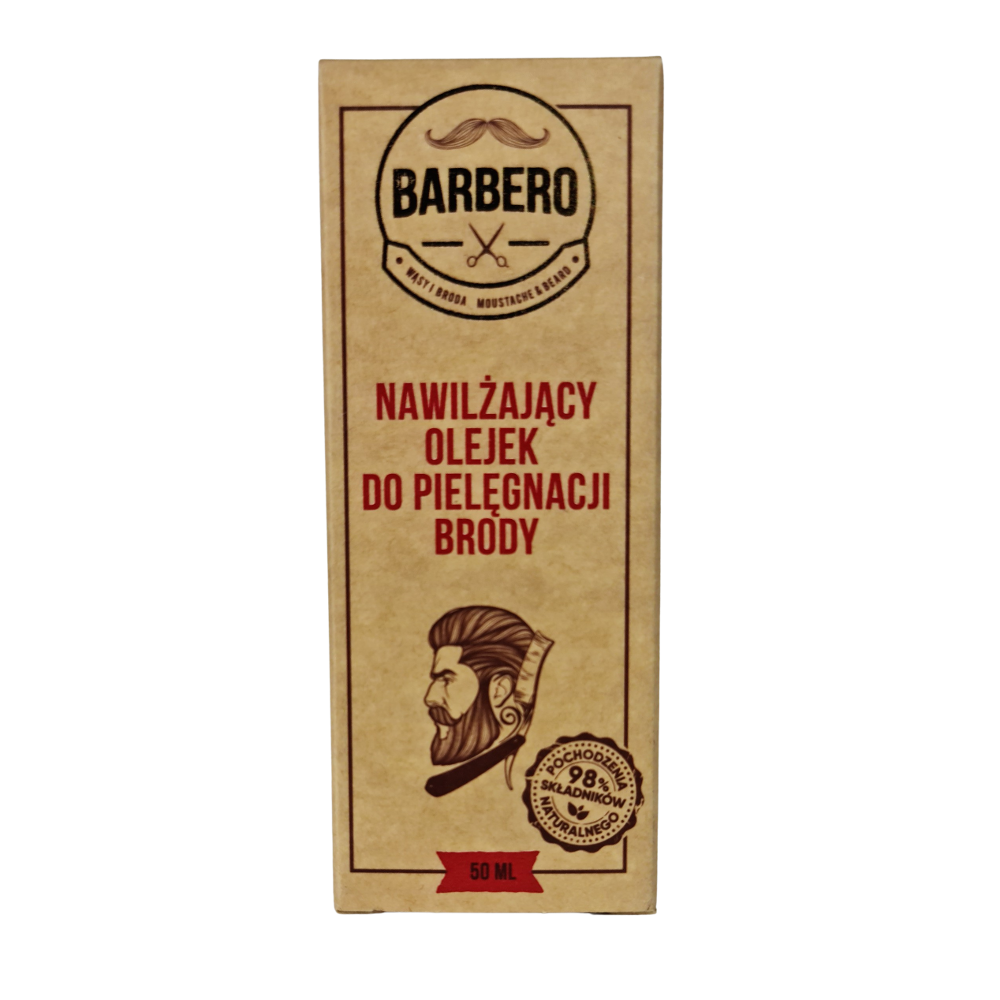 BARBERO
WĄSY I BRODA MOUSTACHE & BEARD
NAWILŻAJĄCY
OLEJEK
DO PIELĘGNACJI
BRODY
POCHODZENIA
98%
SKŁADNIKÓW
NATURALNEGO
50 ML